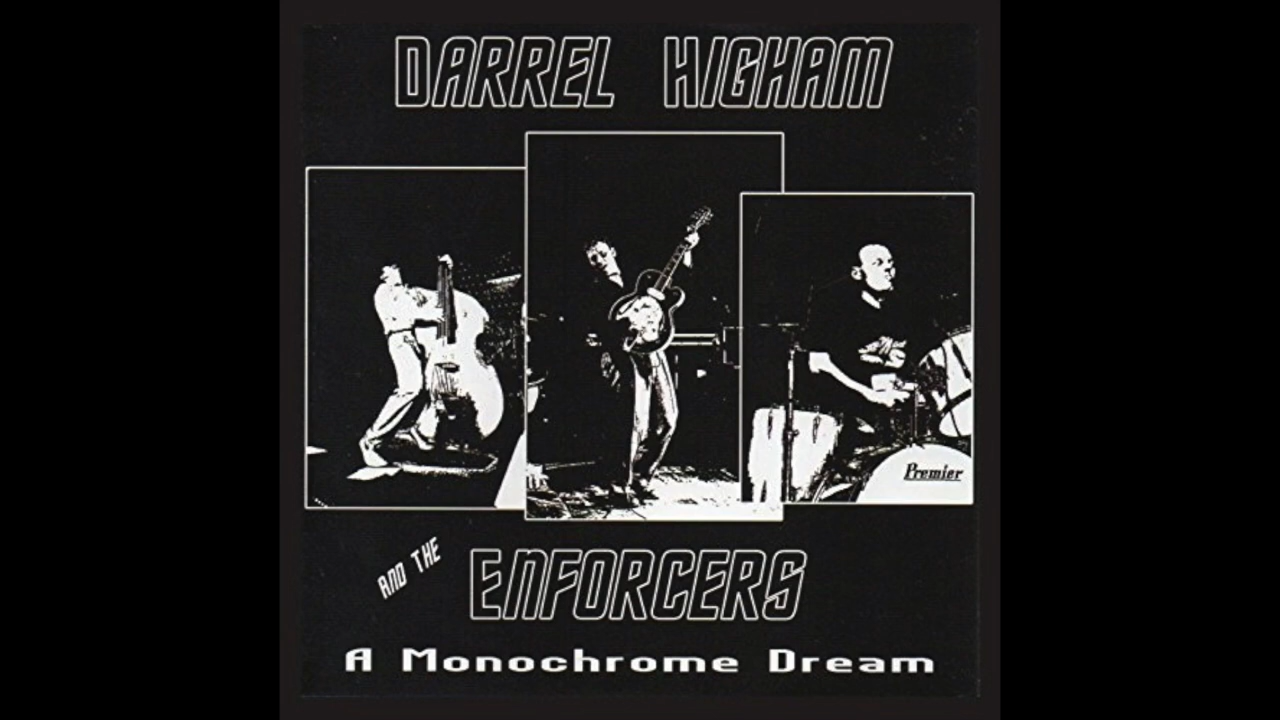 DARREL HIGHAM
Premier
AND THE
ENFORCERS
A Monochrome Dream